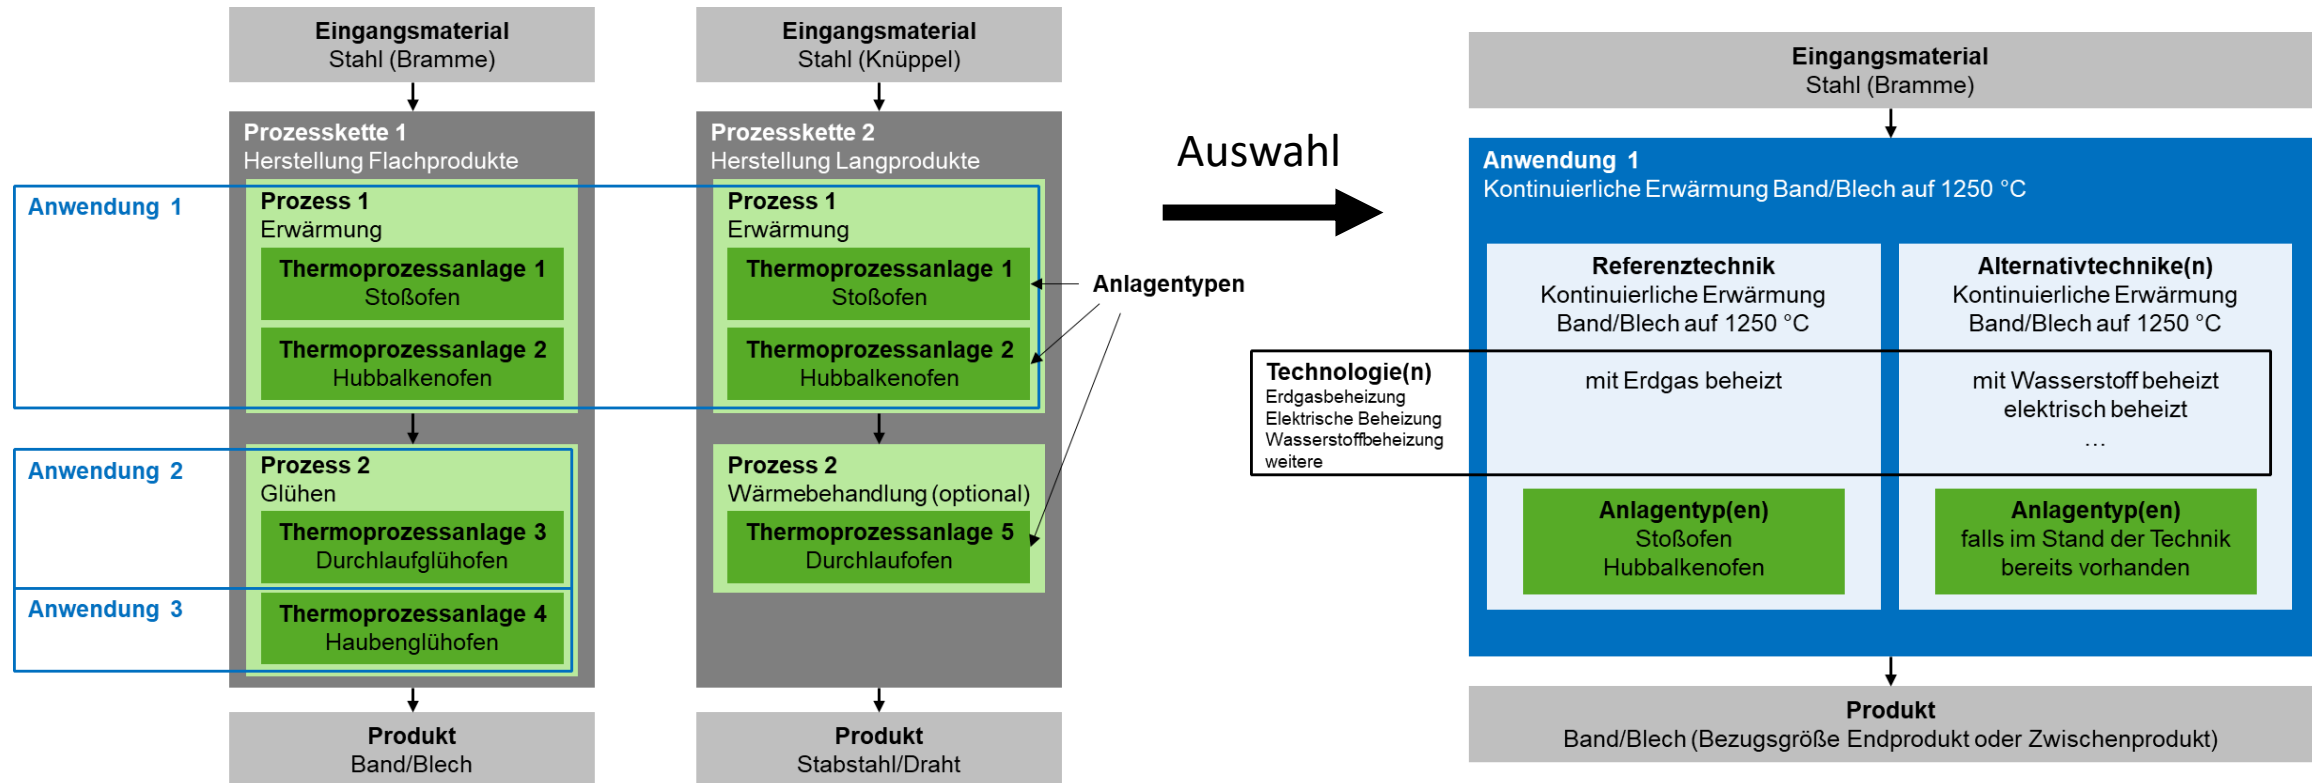 Eingangsmaterial
Stahl (Bramme)
Prozesskette 1
Herstellung Flachprodukte
Anwendung 1
Prozess 1
Erwärmung
Thermoprozessanlage 1
Stoßofen
Thermoprozessanlage 2
Hubbalkenofen
Anwendung 2
Prozess 2
Glühen
Thermoprozessanlage 3
Durchlaufglühofen
Anwendung 3
Thermoprozessanlage 4
Haubenglühofen
Produkt
Band/Blech
Eingangsmaterial
Stahl (Knüppel)
Prozesskette 2
Herstellung Langprodukte
Prozess 1
Erwärmung
Thermoprozessanlage 1
Stoßofen
Thermoprozessanlage 2
Hubbalkenofen
Prozess 2
Wärmebehandlung (optional)
Thermoprozessanlage 5
Durchlaufofen
Produkt
Stabstahl/Draht
Anlagentypen
Auswahl
Eingangsmaterial
Stahl (Bramme)
Anwendung 1
Kontinuierliche Erwärmung Band/Blech auf 1250 °C
Referenztechnik
Kontinuierliche Erwärmung
Band/Blech auf 1250 °C
Alternativtechnike(n)
Kontinuierliche Erwärmung
Band/Blech auf 1250 °C
Technologie(n)
Erdgasbeheizung
Elektrische Beheizung
Wasserstoffbeheizung
weitere
mit Erdgas beheizt
mit Wasserstoff beheizt
elektrisch beheizt
…
Anlagentyp(en)
Stoßofen
Hubbalkenofen
Anlagentyp(en)
falls im Stand der Technik
bereits vorhanden
Produkt
Band/Blech (Bezugsgröße Endprodukt oder Zwischenprodukt)